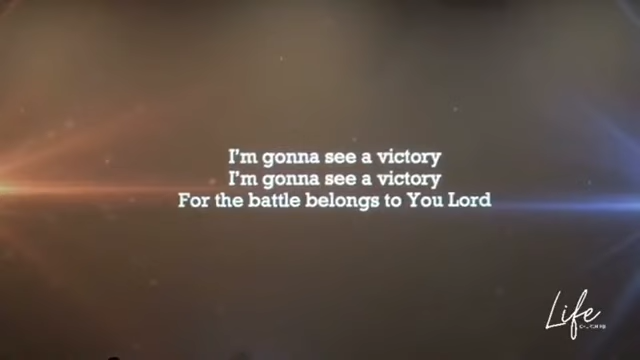 I'm gonna see a victory
I'm gonna see a victory
For the battle belongs to You Lord
Life